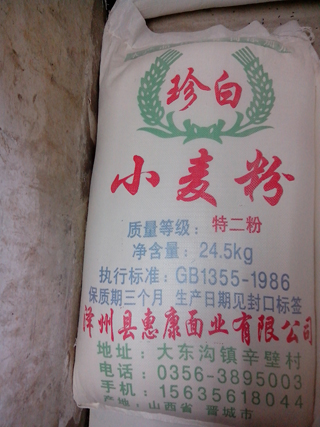 珍白
小麦粉
质量等级：特二粉
净含量：24.5kg
执行标准：GB1355-1986
保质期三个月 生产日期见封口标签
泽州县惠康面业有限公司
地址：大东沟镇辛壁村
电话：0356-3895003
手机：15635618044
产地：山西省 晋城市